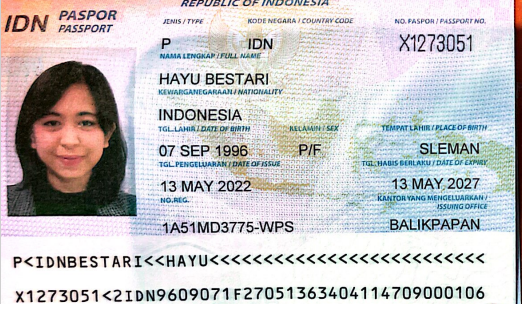 REPUBLIC OF INDONESIA
IDN PASPOR PASSPORT
JENIS / TYPE KODE NEGARA / COUNTRY CODE NO. PASPOR / PASSPORT NO.
P IDN X1273051
NAMA LENGKAP / FULL NAME
HAYU BESTARI
KEWARGANEGARAAN / NATIONALITY
INDONESIA
TGL. LAHIR / DATE OF BIRTH KELAMIN / SEX TEMPAT LAHIR / PLACE OF BIRTH
07 SEP 1996 P/F SLEMAN
TGL. PENGELUARAN / DATE OF ISSUE TGL. HABIS BERLAKU / DATE OF EXPIRY
13 MAY 2022 13 MAY 2027
NO.REG. KANTOR YANG MENGELUARKAN /
ISSUING OFFICE
1A51MD3775-WPS BALIKPAPAN
P<IDNBESTARI<<HAYU<<<<<<<<<<<<<<<<<<<<<<<<<<
X1273051<2IDN9609071F27051363404114709000106